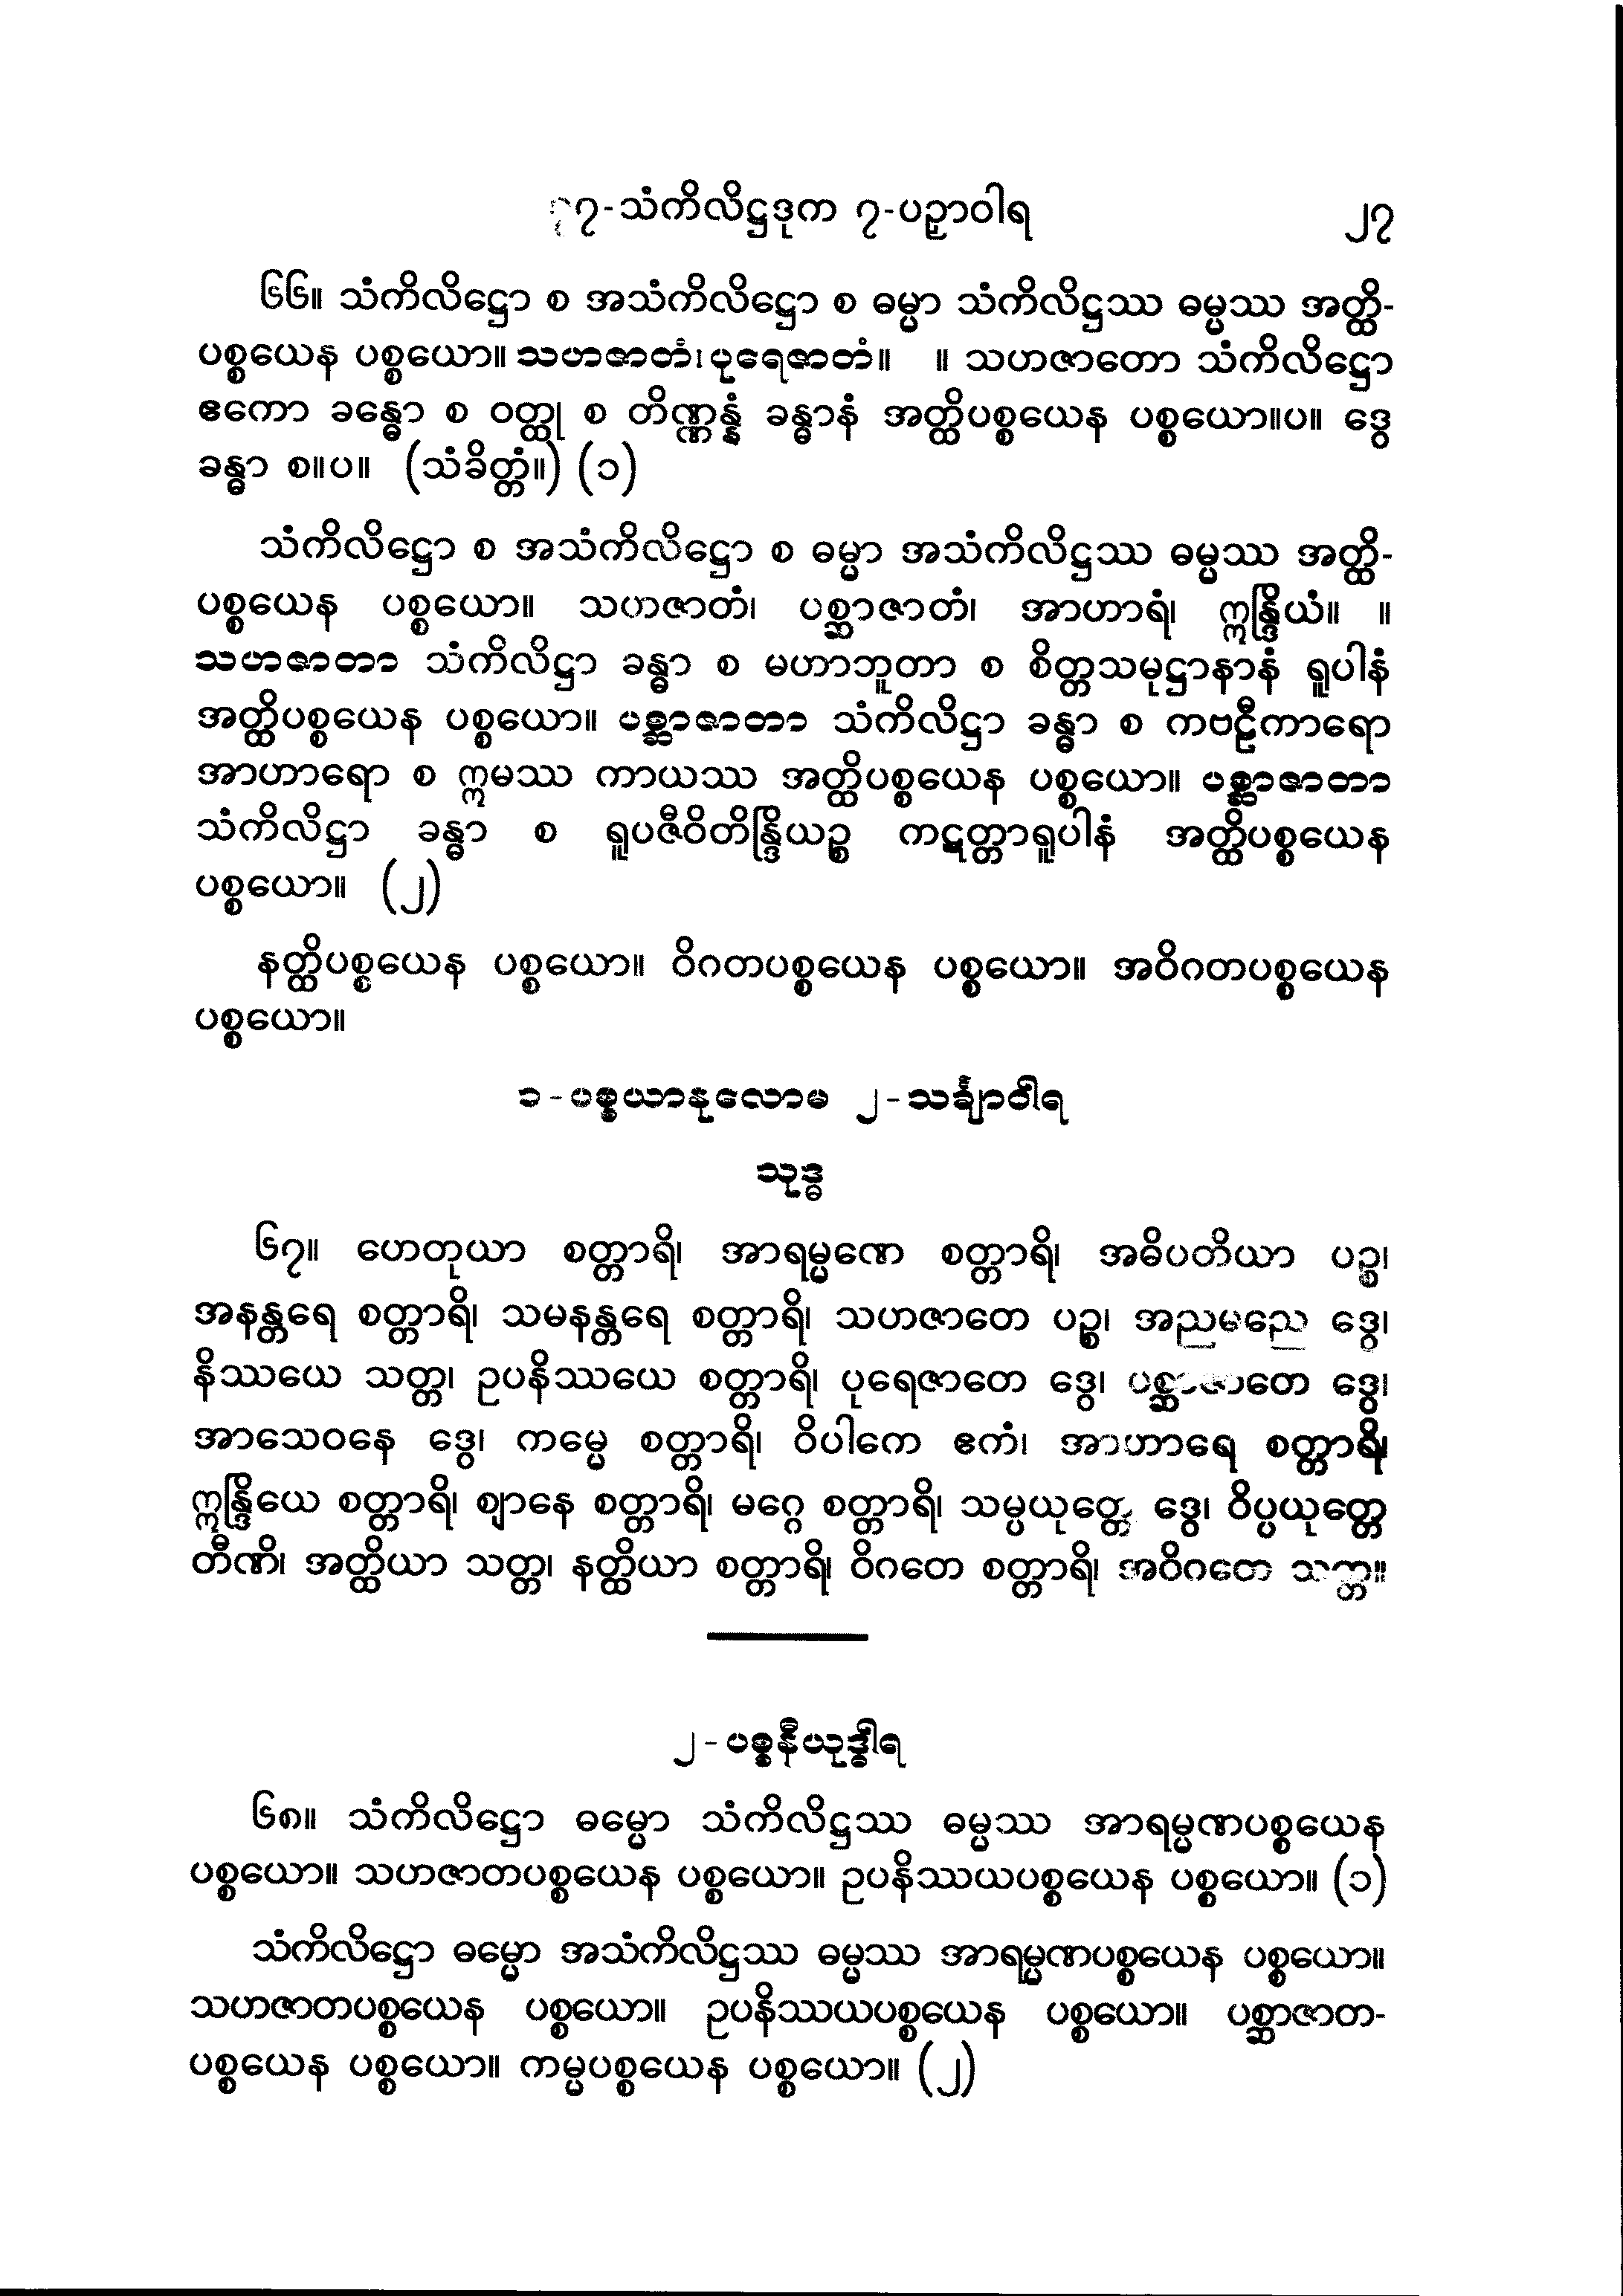 ၇-သံကိလိဋ္ဌဒုက ၇-ပဉှာဝါရ ၂၇
၆၆။ သံကိလိဋ္ဌော စ အသံကိလိဋ္ဌော စ ဓမ္မာ သံကိလိဋ္ဌဿ ဓမ္မဿ အတ္ထိ-
ပစ္စယေန ပစ္စယော။ သဟဇာတံ၊ ပုရေဇာတံ။ ။ သဟဇာတော သံကိလိဋ္ဌော
ဧကော ခန္ဓော စ ဝတ္ထု စ တိဏ္ဏန္နံ ခန္ဓာနံ အတ္ထိပစ္စယေန ပစ္စယော။ပ။ ဒွေ
ခန္ဓာ စ။ပ။ (သံခိတ္တံ။) (၁)
သံကိလိဋ္ဌော စ အသံကိလိဋ္ဌော စ ဓမ္မာ အသံကိလိဋ္ဌဿ ဓမ္မဿ အတ္ထိ-
ပစ္စယေန ပစ္စယော။ သဟဇာတံ၊ ပစ္ဆာဇာတံ၊ အာဟာရံ၊ ဣန္ဒြိယံ။ ။
သဟဇာတာ သံကိလိဋ္ဌာ ခန္ဓာ စ မဟာဘူတာ စ စိတ္တသမုဋ္ဌာနာနံ ရူပါနံ
အတ္ထိပစ္စယေန ပစ္စယော။ ပစ္ဆာဇာတာ သံကိလိဋ္ဌာ ခန္ဓာ စ ကဗဠီကာရော
အာဟာရော စ ဣမဿ ကာယဿ အတ္ထိပစ္စယေန ပစ္စယော။ ပစ္ဆာဇာတာ
သံကိလိဋ္ဌာ ခန္ဓာ စ ရူပဇီဝိတိန္ဒြိယဉ္စ ကဋတ္တာရူပါနံ အတ္ထိပစ္စယေန
ပစ္စယော။ (၂)
နတ္ထိပစ္စယေန ပစ္စယော။ ဝိဂတပစ္စယေန ပစ္စယော။ အဝိဂတပစ္စယေန
ပစ္စယော။
၁-ပစ္စယာနုလောမ ၂-သင်္ချာဝါရ
သုဒ္ဓ
၆၇။ ဟေတုယာ စတ္တာရိ၊ အာရမ္မဏေ စတ္တာရိ၊ အဓိပတိယာ ပဉ္စ၊
အနန္တရေ စတ္တာရိ၊ သမနန္တရေ စတ္တာရိ၊ သဟဇာတေ ပဉ္စ၊ အညမညေ ဒွေ၊
နိဿယေ သတ္တ၊ ဥပနိဿယေ စတ္တာရိ၊ ပုရေဇာတေ ဒွေ၊ ပစ္ဆာဇာတေ ဒွေ၊
အာသေဝနေ ဒွေ၊ ကမ္မေ စတ္တာရိ၊ ဝိပါကေ ဧကံ၊ အာဟာရေ စတ္တာရိ၊
ဣန္ဒြိယေ စတ္တာရိ၊ ဈာနေ စတ္တာရိ၊ မဂ္ဂေ စတ္တာရိ၊ သမ္ပယုတ္တေ ဒွေ၊ ဝိပ္ပယုတ္တေ
တီဏိ၊ အတ္ထိယာ သတ္တ၊ နတ္ထိယာ စတ္တာရိ၊ ဝိဂတေ စတ္တာရိ၊ အဝိဂတေ သတ္တ။
၂-ပစ္စနီယုဒ္ဓါရ
၆၈။ သံကိလိဋ္ဌော ဓမ္မော သံကိလိဋ္ဌဿ ဓမ္မဿ အာရမ္မဏပစ္စယေန
ပစ္စယော။ သဟဇာတပစ္စယေန ပစ္စယော။ ဥပနိဿယပစ္စယေန ပစ္စယော။ (၁)
သံကိလိဋ္ဌော ဓမ္မော အသံကိလိဋ္ဌဿ ဓမ္မဿ အာရမ္မဏပစ္စယေန ပစ္စယော။
သဟဇာတပစ္စယေန ပစ္စယော။ ဥပနိဿယပစ္စယေန ပစ္စယော။ ပစ္ဆာဇာတ-
ပစ္စယေန ပစ္စယော။ ကမ္မပစ္စယေန ပစ္စယော။ (၂)